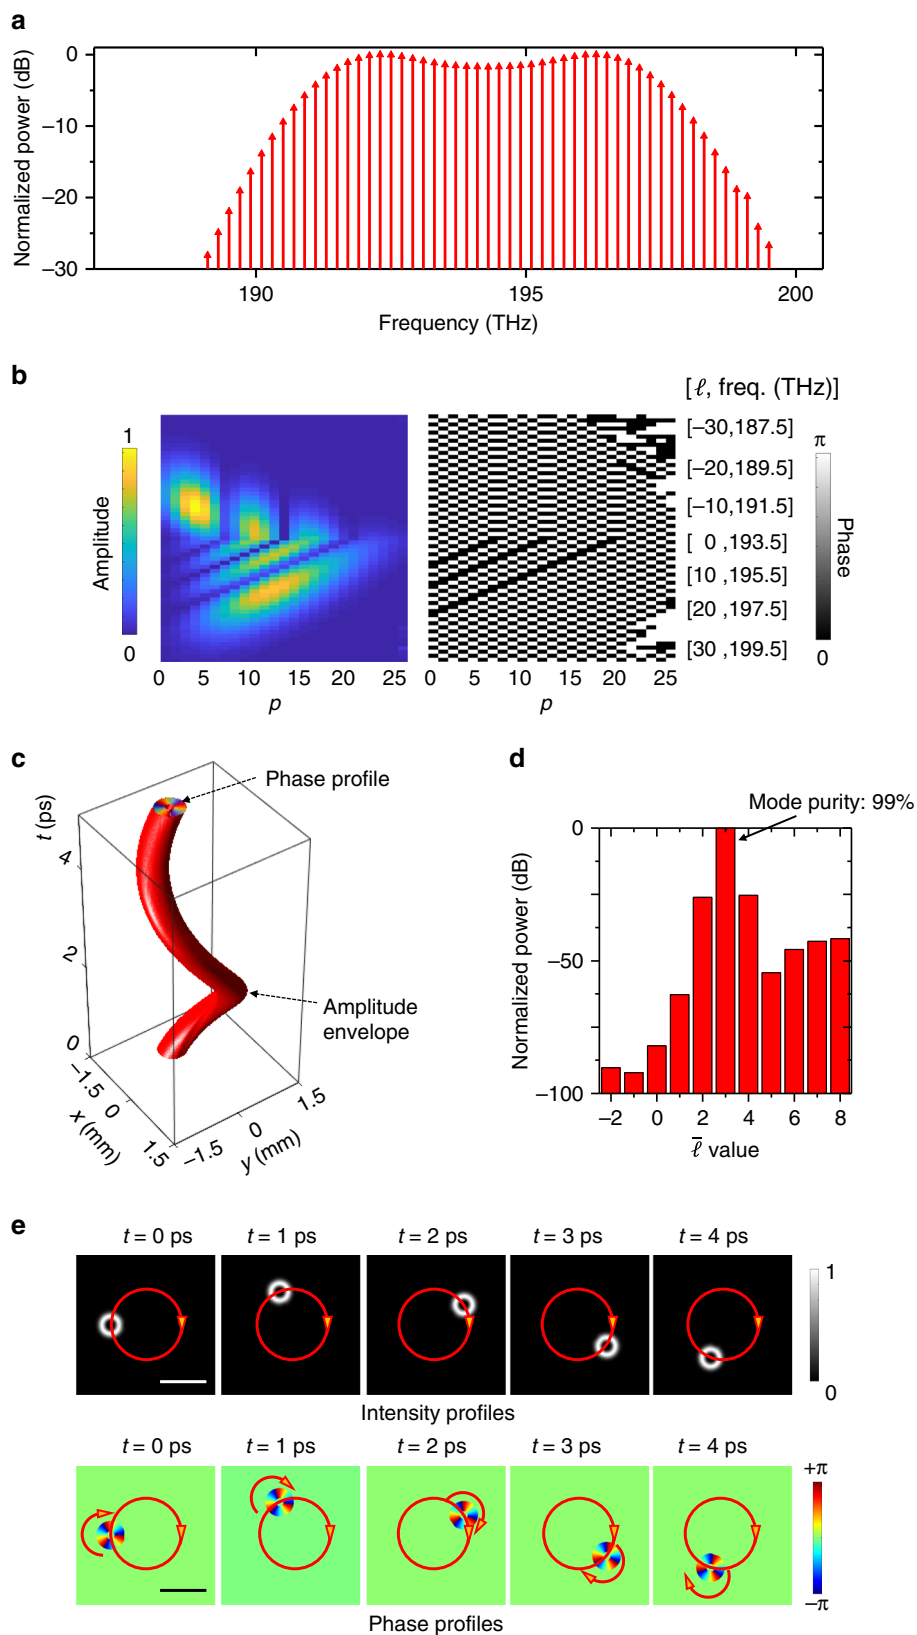 a
Normalized power (dB)
0
−10
−20
−30
190
195
200
Frequency (THz)
b
[ℓ, freq. (THz)]
1
Amplitude
0
0 5 10 15 20 25
p
0 5 10 15 20 25
p
[−30,187.5]
[−20,189.5]
[−10,191.5]
[ 0 ,193.5]
[10 ,195.5]
[20 ,197.5]
[30 ,199.5]
π
Phase
0
c
Phase profile
t (ps)
4
2
0
Amplitude
envelope
−1.5
0
1.5
x (mm)
−1.5
0
1.5
y (mm)
d
Mode purity: 99%
Normalized power (dB)
0
−50
−100
−2 0 2 4 6 8
ℓ̄ value
e
t = 0 ps t = 1 ps t = 2 ps t = 3 ps t = 4 ps
1
0
Intensity profiles
t = 0 ps t = 1 ps t = 2 ps t = 3 ps t = 4 ps
+π
−π
Phase profiles